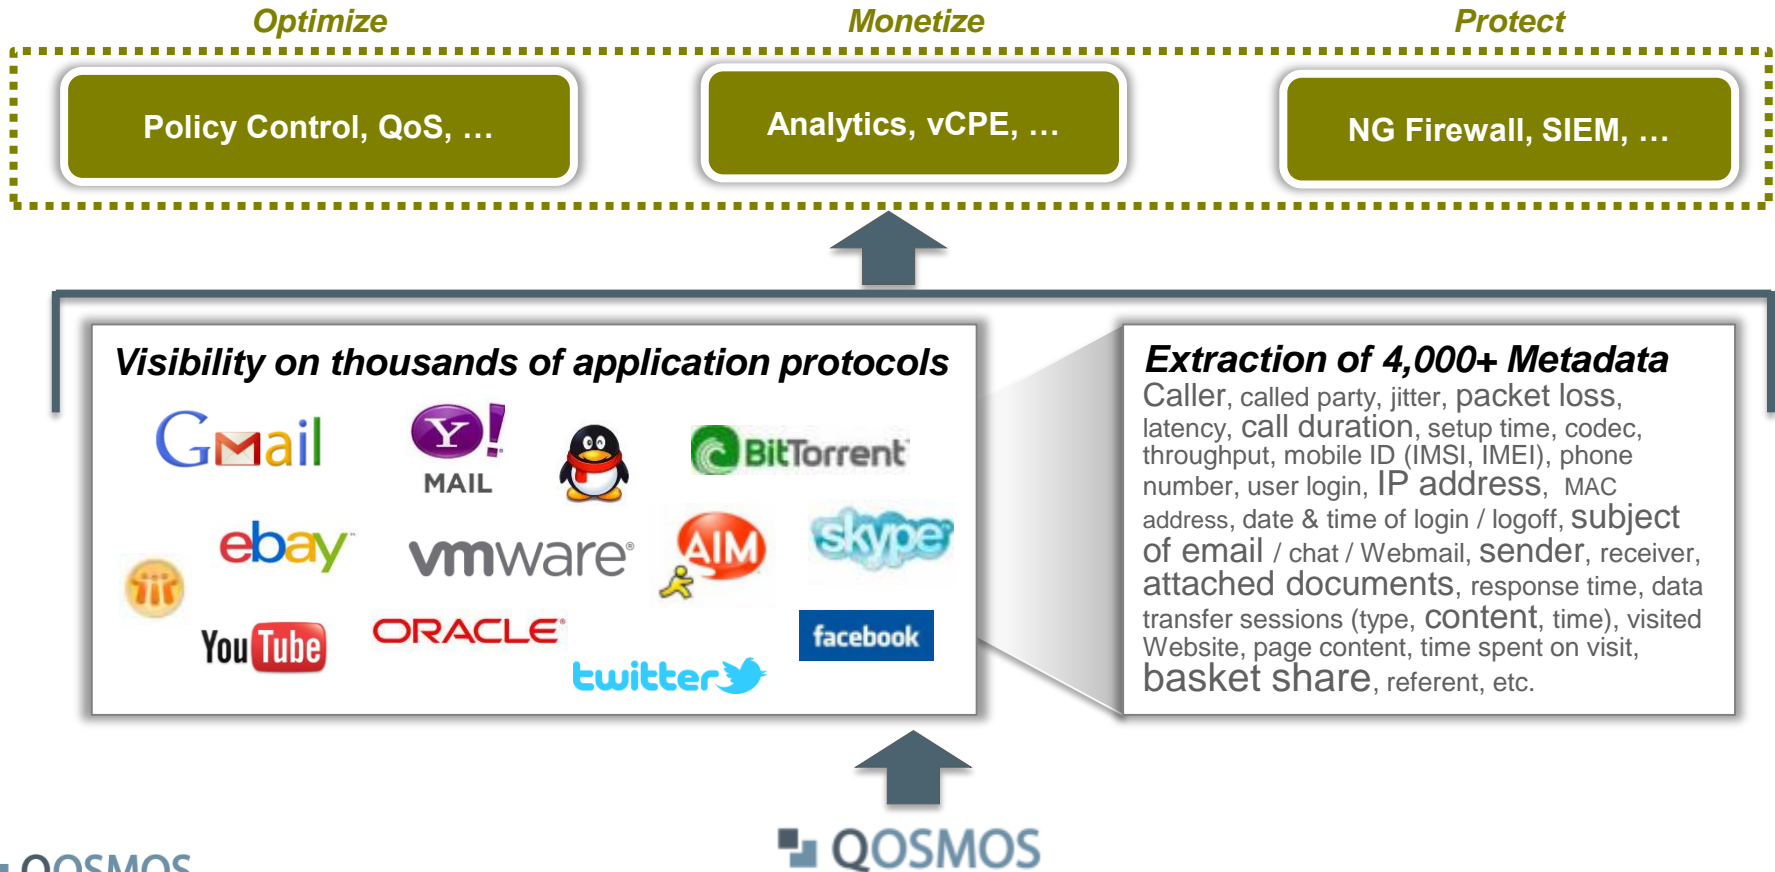 Optimize
Monetize
Protect
Policy Control, QoS, …
Analytics, vCPE, …
NG Firewall, SIEM, …
Visibility on thousands of application protocols
GMail
Y!
MAIL
BitTorrent
ebay
vmware®
AIM
skype
YouTube
ORACLE®
twitter
facebook
Extraction of 4,000+ Metadata
Caller, called party, jitter, packet loss,
latency, call duration, setup time, codec,
throughput, mobile ID (IMSI, IMEI), phone
number, user login, IP address, MAC
address, date & time of login / logoff, subject
of email / chat / Webmail, sender, receiver,
attached documents, response time, data
transfer sessions (type, content, time), visited
Website, page content, time spent on visit,
basket share, referent, etc.
QOSMOS
QOSMOS